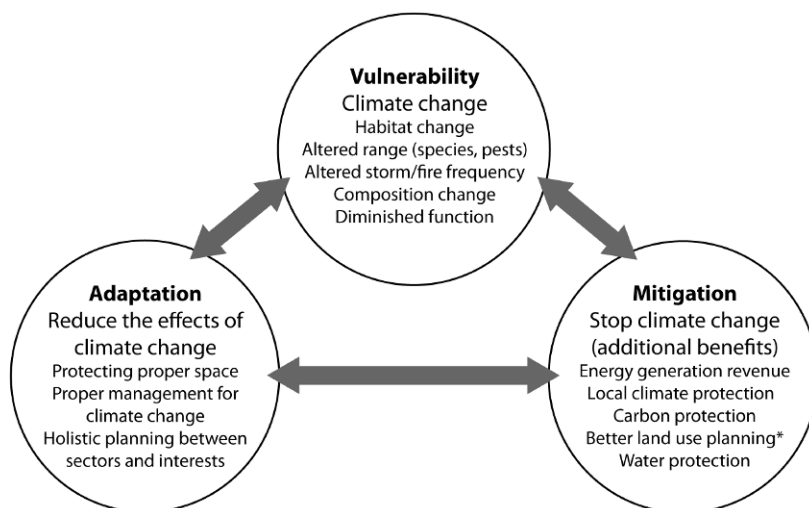 Vulnerability
Climate change
Habitat change
Altered range (species, pests)
Altered storm/fire frequency
Composition change
Diminished function
Adaptation
Reduce the effects of
climate change
Protecting proper space
Proper management for
climate change
Holistic planning between
sectors and interests
Mitigation
Stop climate change
(additional benefits)
Energy generation revenue
Local climate protection
Carbon protection
Better land use planning*
Water protection